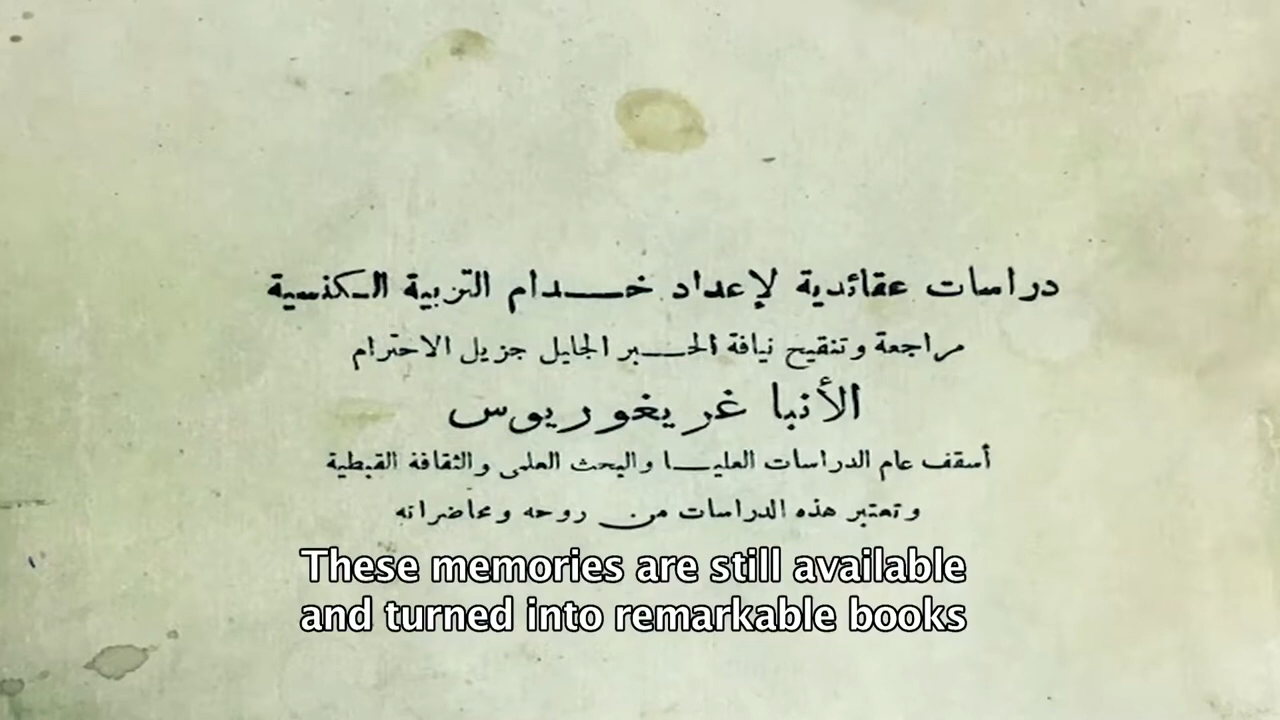 دراسات عقائدية لإعداد خـــدام التربية الـكنسية
مراجعة وتنقيح نيافة الحـــبر الجليل جزيل الاحترام
الأنبا غريغوريوس
أسقف عام الدراسات العليـــا والبحث العلمى والثقافة القبطية
وتعتبر هذه الدراسات من روحه ومحاضراته
These memories are still available
and turned into remarkable books